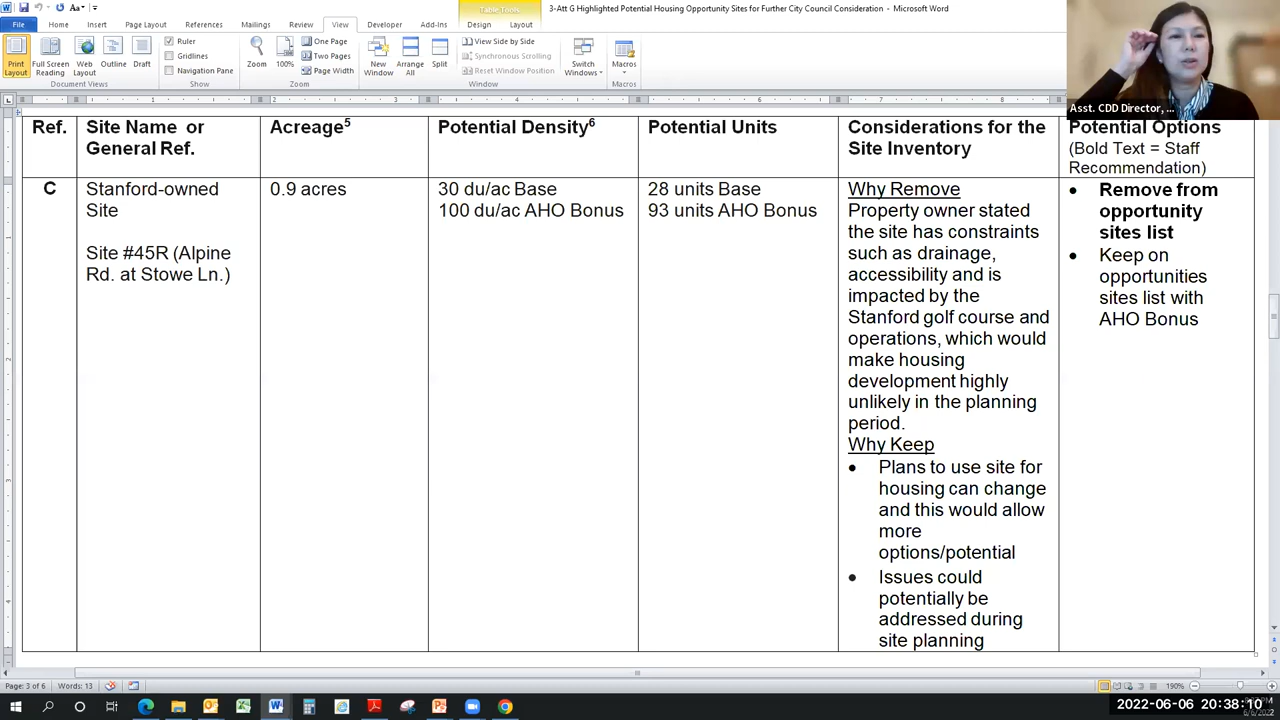 3-Att G Highlighted Potential Housing Opportunity Sites for Further City Council Consideration - Microsoft Word
Table Tools
File Home Insert Page Layout References Mailings Review View Developer Add-Ins Design Layout
Print Layout
Full Screen Reading
Web Layout
Outline
Draft
Document Views
Ruler
Gridlines
Navigation Pane
Show
Zoom
100%
One Page
Two Pages
Page Width
Zoom
New Window
Arrange All
Split
View Side by Side
Synchronous Scrolling
Reset Window Position
Window
Switch Windows
Macros
Macros
Asst. CDD Director, ...
Ref.
Site Name or
General Ref.
Acreage5
Potential Density6
Potential Units
Considerations for the
Site Inventory
Potential Options
(Bold Text = Staff
Recommendation)
C
Stanford-owned
Site
Site #45R (Alpine
Rd. at Stowe Ln.)
0.9 acres
30 du/ac Base
100 du/ac AHO Bonus
28 units Base
93 units AHO Bonus
Why Remove
Property owner stated
the site has constraints
such as drainage,
accessibility and is
impacted by the
Stanford golf course and
operations, which would
make housing
development highly
unlikely in the planning
period.
Why Keep
• Plans to use site for
housing can change
and this would allow
more
options/potential
• Issues could
potentially be
addressed during
site planning
• Remove from
opportunity
sites list
• Keep on
opportunities
sites list with
AHO Bonus
Page: 3 of 6 Words: 13
190%
2022-06-06 20:38:10